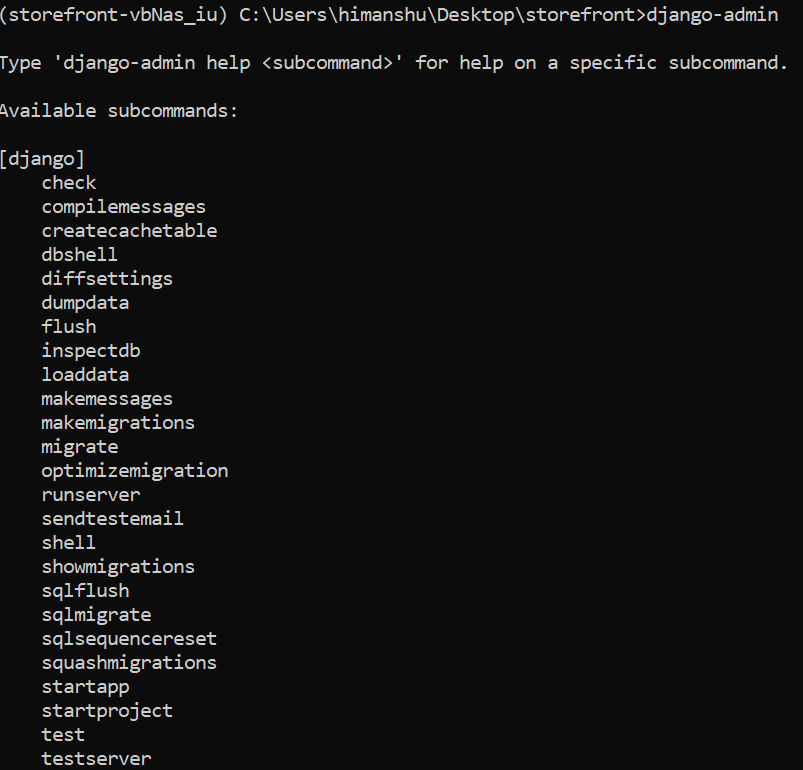 (storefront-vbNas_iu) C:\Users\himanshu\Desktop\storefront>django-admin
Type 'django-admin help <subcommand>' for help on a specific subcommand.
Available subcommands:
[django]
check
compilemessages
createcachetable
dbshell
diffsettings
dumpdata
flush
inspectdb
loaddata
makemessages
makemigrations
migrate
optimizemigration
runserver
sendtestemail
shell
showmigrations
sqlflush
sqlmigrate
sqlsequencereset
squashmigrations
startapp
startproject
test
testserver